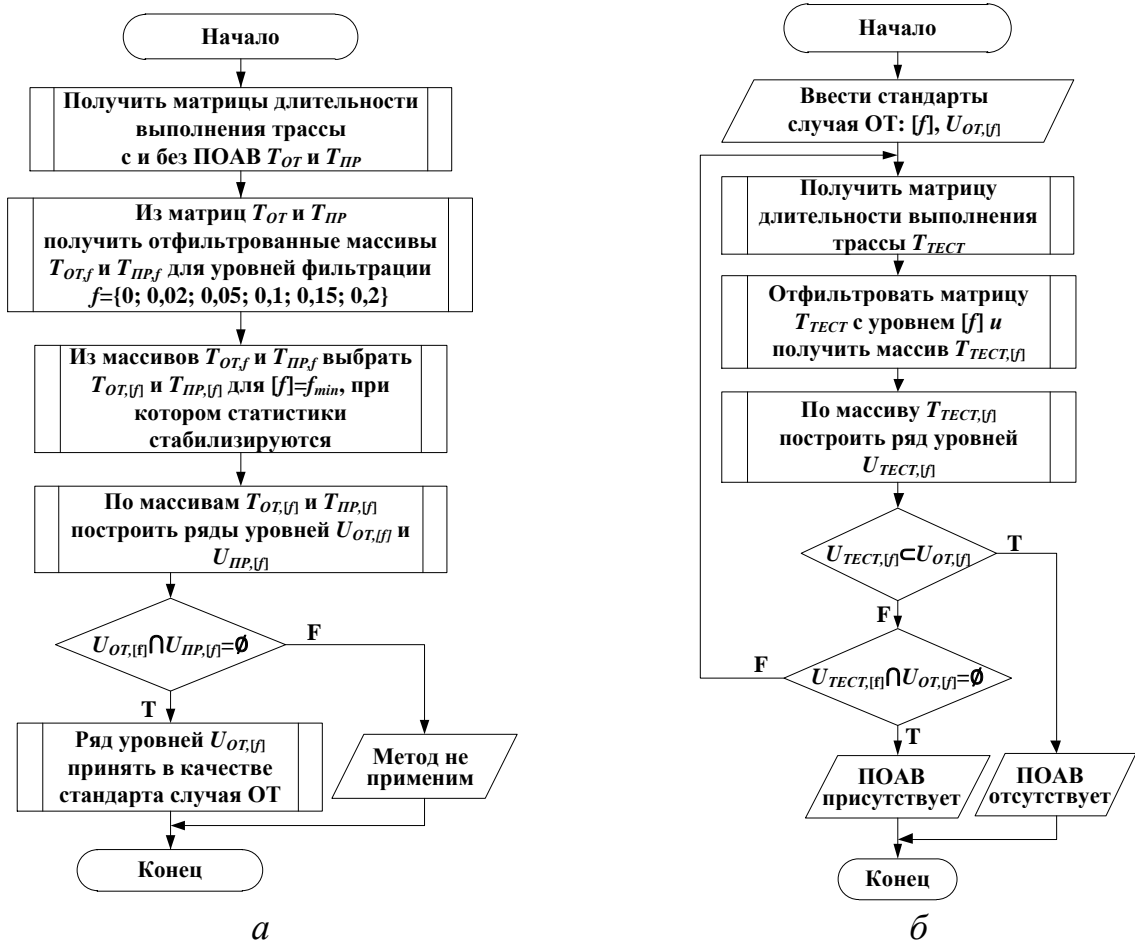 Начало
Получить матрицы длительности
выполнения трассы
с и без ПОАВ T_ОТ и T_ПР
Из матриц T_ОТ и T_ПР
получить отфильтрованные массивы
T_ОТ,f и T_ПР,f для уровней фильтрации
f={0; 0,02; 0,05; 0,1; 0,15; 0,2}
Из массивов T_ОТ,f и T_ПР,f выбрать
T_ОТ,[f] и T_ПР,[f] для [f]=f_min, при
котором статистики
стабилизируются
По массивам T_ОТ,[f] и T_ПР,[f]
построить ряды уровней U_ОТ,[f] и
U_ПР,[f]
U_ОТ,[f]⋂U_ПР,[f]=∅
F
T
Ряд уровней U_ОТ,[f]
принять в качестве
стандарта случая ОТ
Метод не
применим
Конец
а
Начало
Ввести стандарты
случая ОТ: [f], U_ОТ,[f]
Получить матрицу
длительности выполнения
трассы T_ТЕСТ
Отфильтровать матрицу
T_ТЕСТ с уровнем [f] и
получить массив T_ТЕСТ,[f]
По массиву T_ТЕСТ,[f]
построить ряд уровней
U_ТЕСТ,[f]
U_ТЕСТ,[f]⊂U_ОТ,[f]
T
F
U_ТЕСТ,[f]⋂U_ОТ,[f]=∅
F
T
ПОАВ
присутствует
ПОАВ
отсутствует
Конец
б